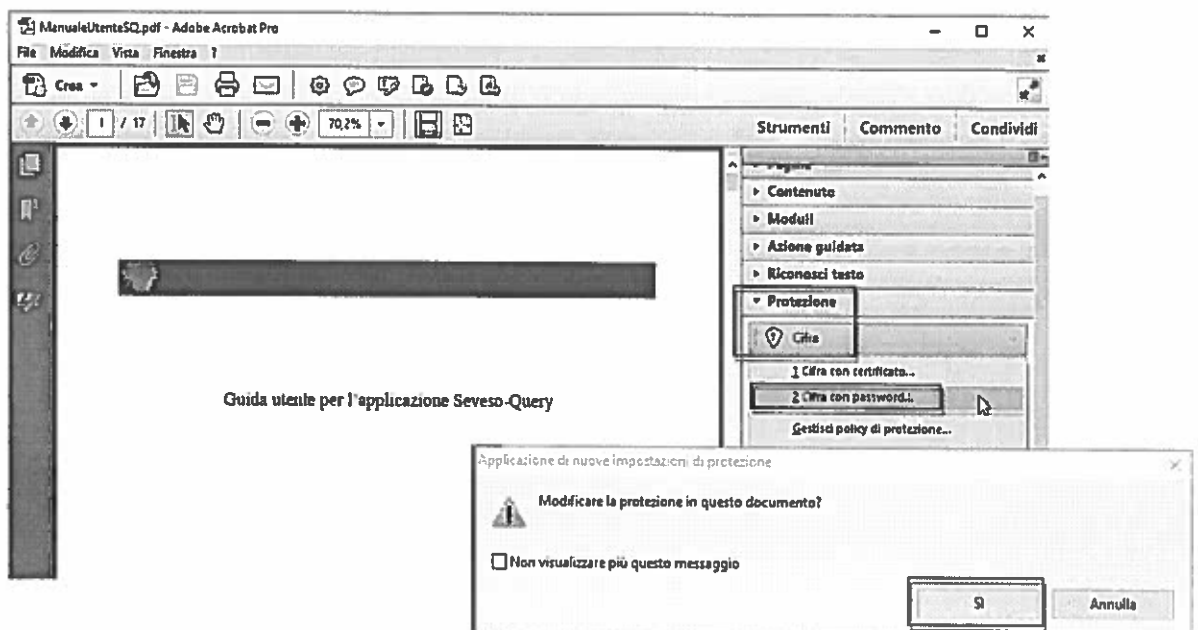 ManualeUtenteSQ.pdf - Adobe Acrobat Pro
File Modifica Vista Finestra ?
Crea
1 / 17 70,2% Strumenti Commento Condividi
Pagine
Contenuto
Moduli
Azione guidata
Riconosci testo
Protezione
Cifra
1 Cifra con certificato...
2 Cifra con password...
Gestisci policy di protezione...
Guida utente per l'applicazione Seveso-Query
Applicazione di nuove impostazioni di protezione
Modificare la protezione in questo documento?
Non visualizzare più questo messaggio
Sì Annulla